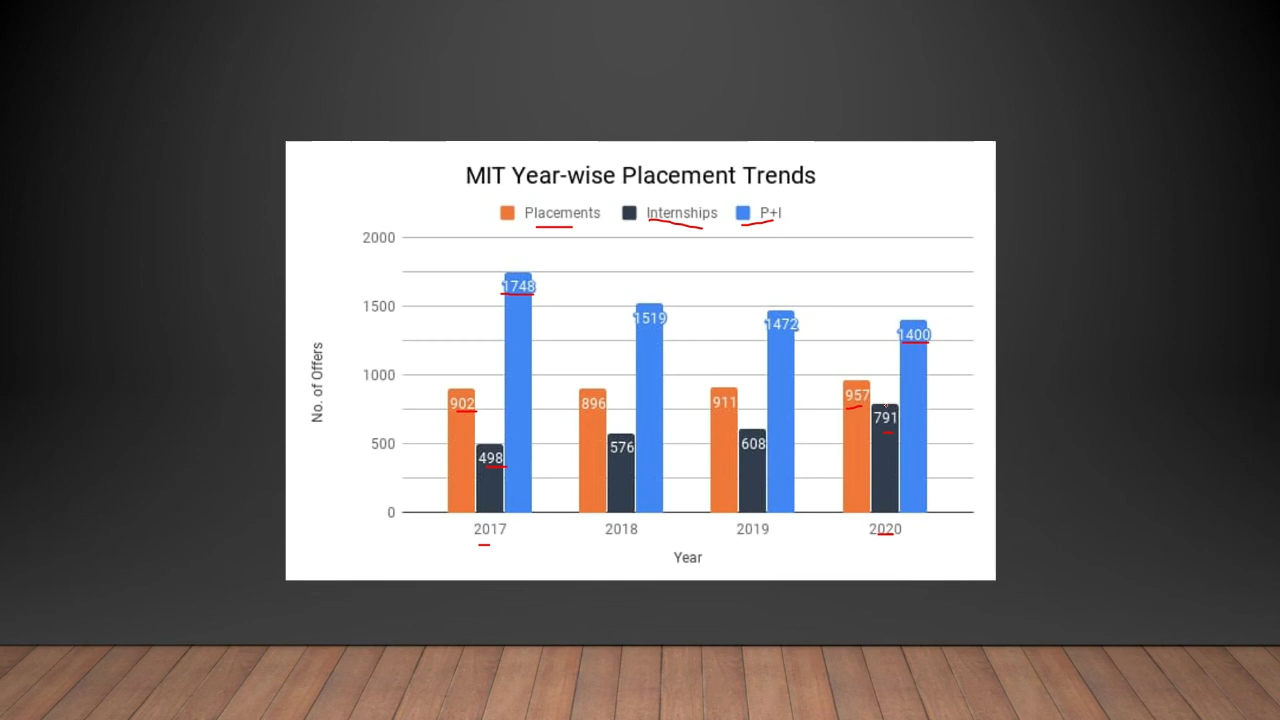 MIT Year-wise Placement Trends
Placements Internships P+I
2000
1500
1000
500
0
No. of Offers
902 498 1748
896 576 1519
911 608 1472
957 791 1400
2017 2018 2019 2020
Year